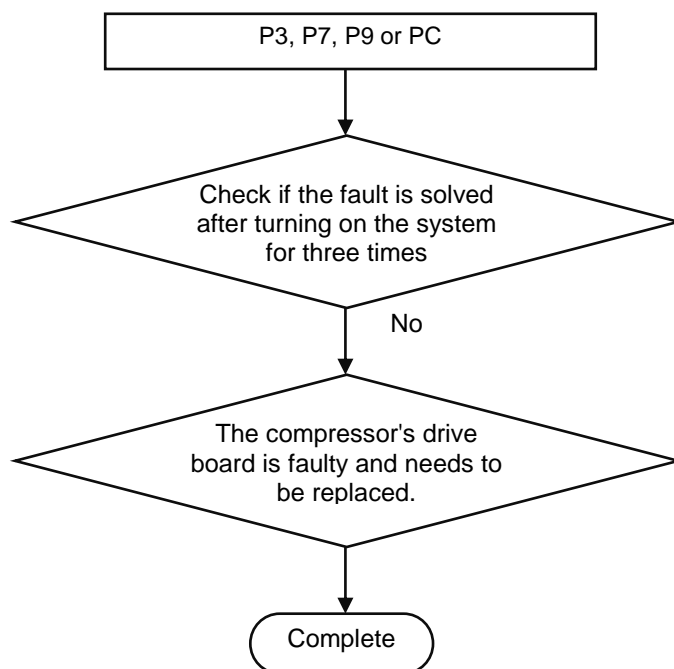 P3, P7, P9 or PC
Check if the fault is solved
after turning on the system
for three times
No
The compressor's drive
board is faulty and needs to
be replaced.
Complete